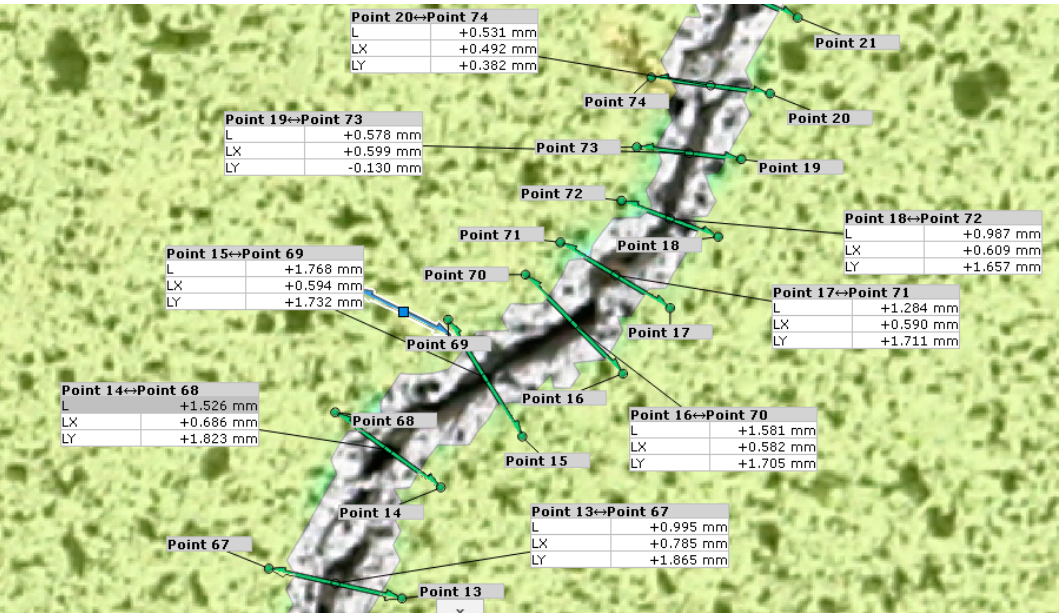 Point 20↔Point 74
L +0.531 mm
LX +0.492 mm
LY +0.382 mm
Point 21
Point 74
Point 20
Point 19↔Point 73
L +0.578 mm
LX +0.599 mm
LY -0.130 mm
Point 73
Point 19
Point 72
Point 18↔Point 72
L +0.987 mm
LX +0.609 mm
LY +1.657 mm
Point 71
Point 18
Point 15↔Point 69
L +1.768 mm
LX +0.594 mm
LY +1.732 mm
Point 70
Point 17↔Point 71
L +1.284 mm
LX +0.590 mm
LY +1.711 mm
Point 17
Point 69
Point 14↔Point 68
L +1.526 mm
LX +0.686 mm
LY +1.823 mm
Point 16
Point 68
Point 16↔Point 70
L +1.581 mm
LX +0.582 mm
LY +1.705 mm
Point 15
Point 14
Point 13↔Point 67
L +0.995 mm
LX +0.785 mm
LY +1.865 mm
Point 67
Point 13